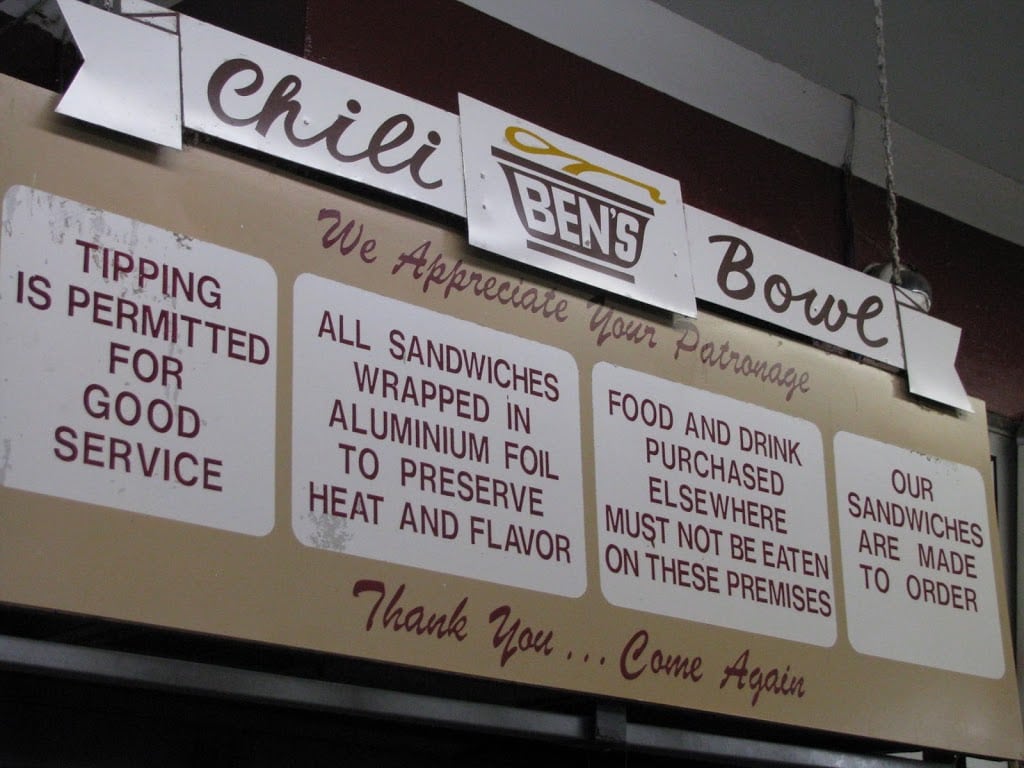 Chili BEN'S Bowl
We Appreciate Your Patronage
TIPPING
IS PERMITTED
FOR
GOOD
SERVICE
ALL SANDWICHES
WRAPPED IN
ALUMINIUM FOIL
TO PRESERVE
HEAT AND FLAVOR
FOOD AND DRINK
PURCHASED
ELSEWHERE
MUST NOT BE EATEN
ON THESE PREMISES
OUR
SANDWICHES
ARE MADE
TO ORDER
Thank You... Come Again